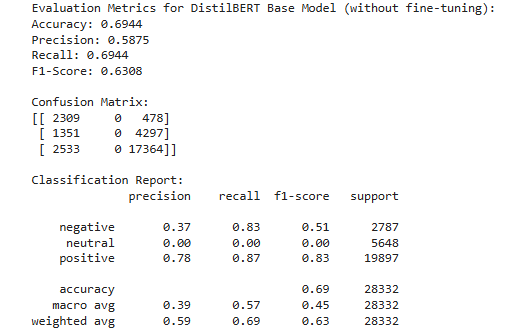 Evaluation Metrics for DistilBERT Base Model (without fine-tuning):
Accuracy: 0.6944
Precision: 0.5875
Recall: 0.6944
F1-Score: 0.6308

Confusion Matrix:
[[ 2309     0   478]
 [ 1351     0  4297]
 [ 2533     0 17364]]

Classification Report:
              precision    recall  f1-score   support

    negative       0.37      0.83      0.51      2787
     neutral       0.00      0.00      0.00      5648
    positive       0.78      0.87      0.83     19897

    accuracy                           0.69     28332
   macro avg       0.39      0.57      0.45     28332
weighted avg       0.59      0.69      0.63     28332